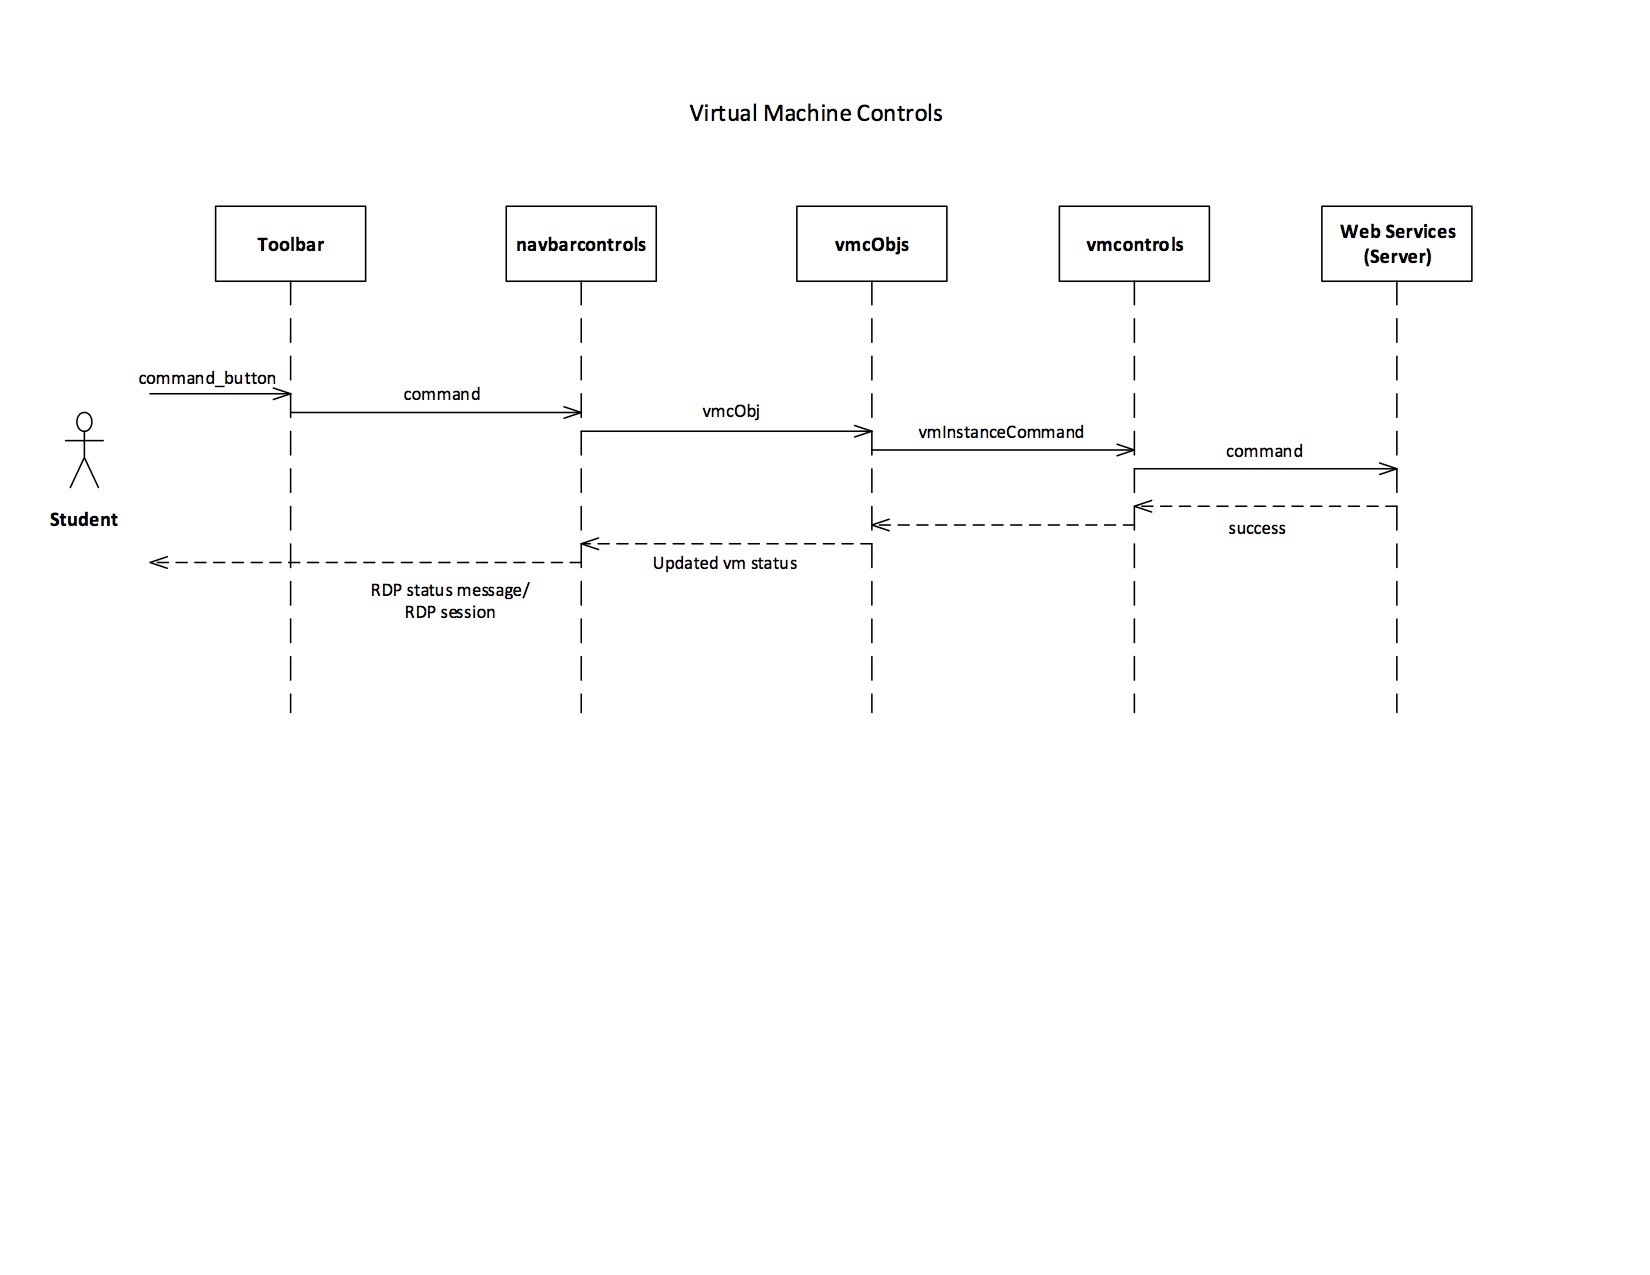 Virtual Machine Controls
Toolbar
navbarcontrols
vmcObjs
vmcontrols
Web Services
(Server)
command_button
command
vmcObj
vmInstanceCommand
command
Student
success
Updated vm status
RDP status message/
RDP session